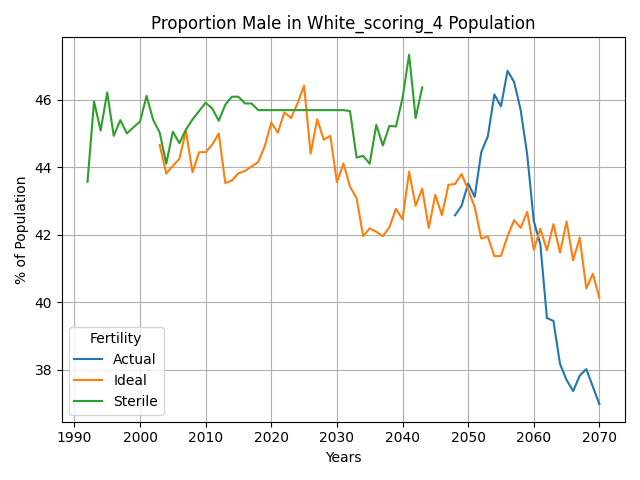 Proportion Male in White_scoring_4 Population
% of Population
46
44
42
40
38
Fertility
Actual
Ideal
Sterile
1990 2000 2010 2020 2030 2040 2050 2060 2070
Years